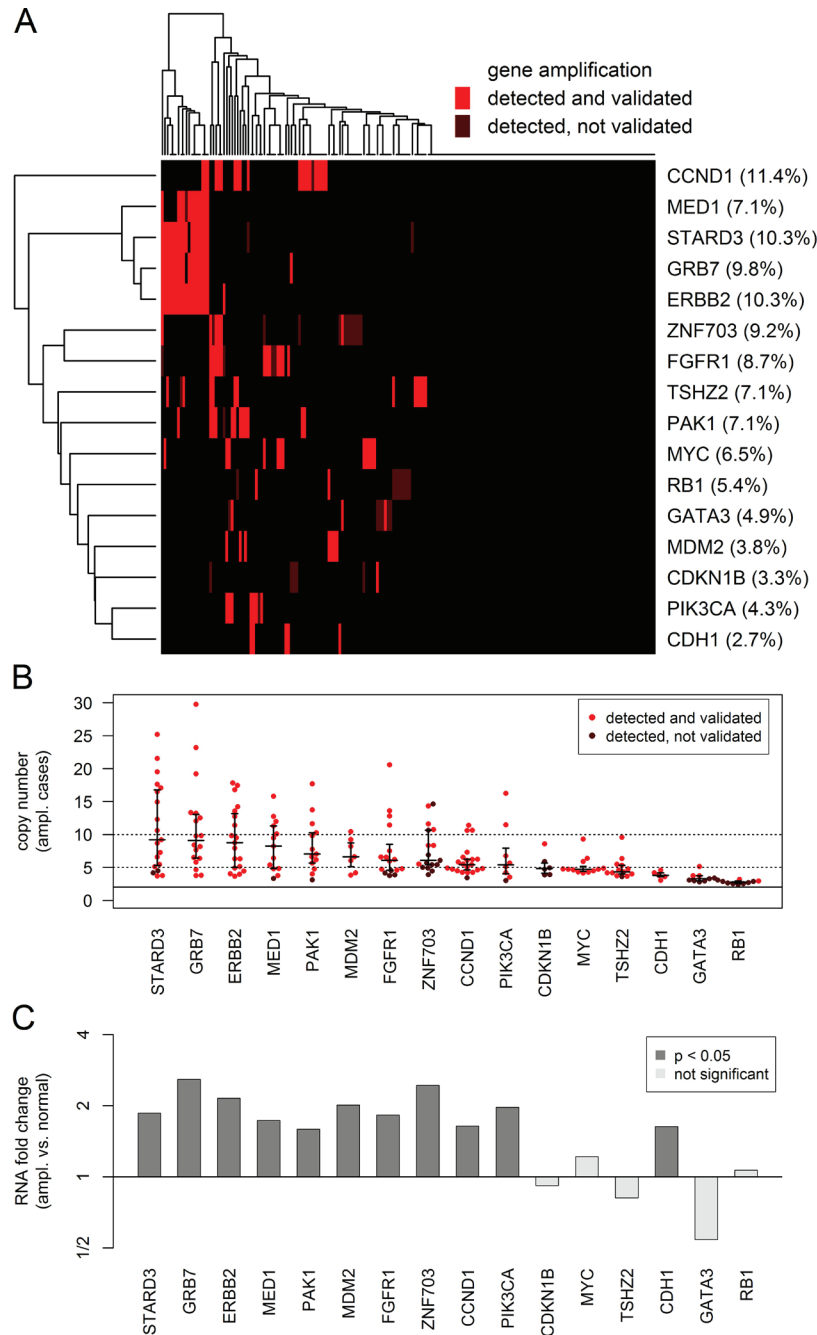 A
gene amplification
detected and validated
detected, not validated
CCND1 (11.4%)
MED1 (7.1%)
STARD3 (10.3%)
GRB7 (9.8%)
ERBB2 (10.3%)
ZNF703 (9.2%)
FGFR1 (8.7%)
TSHZ2 (7.1%)
PAK1 (7.1%)
MYC (6.5%)
RB1 (5.4%)
GATA3 (4.9%)
MDM2 (3.8%)
CDKN1B (3.3%)
PIK3CA (4.3%)
CDH1 (2.7%)
B
copy number
(ampl. cases)
30
25
20
15
10
5
0
detected and validated
detected, not validated
STARD3
GRB7
ERBB2
MED1
PAK1
MDM2
FGFR1
ZNF703
CCND1
PIK3CA
CDKN1B
MYC
TSHZ2
CDH1
GATA3
RB1
C
RNA fold change
(ampl. vs. normal)
4
2
1
1/2
p < 0.05
not significant
STARD3
GRB7
ERBB2
MED1
PAK1
MDM2
FGFR1
ZNF703
CCND1
PIK3CA
CDKN1B
MYC
TSHZ2
CDH1
GATA3
RB1